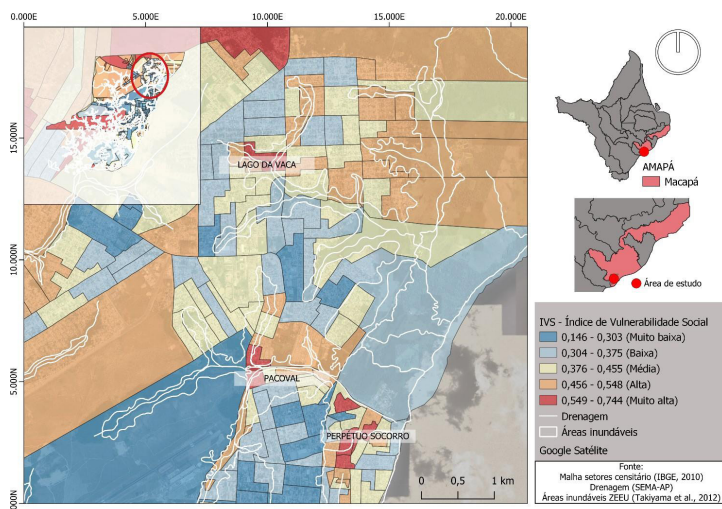 0.000E 5.000E 10.000E 15.000E 20.000E
15.000N
10.000N
5.000N
000N
LAGO DA VACA
PACOVAL
PERPÉTUO SOCORRO
0 0,5 1 km
AMAPÁ
Macapá
Área de estudo
IVS - Índice de Vulnerabilidade Social
0,146 - 0,303 (Muito baixa)
0,304 - 0,375 (Baixa)
0,376 - 0,455 (Média)
0,456 - 0,548 (Alta)
0,549 - 0,744 (Muito alta)
Drenagem
Áreas inundáveis
Google Satélite
Fonte:
Malha setores censitário (IBGE, 2010)
Drenagem (SEMA-AP)
Áreas inundáveis ZEEU (Takiyama et al., 2012)